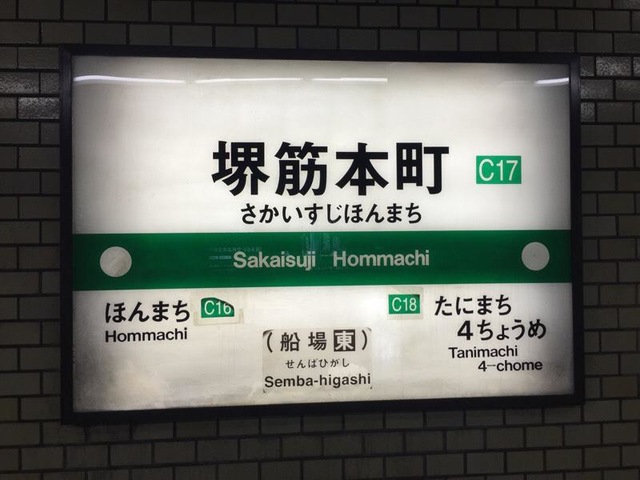 堺筋本町 C17
さかいすじほんまち
Sakaisuji Hommachi
ほんまち C16
Hommachi
C18 たにまち
4ちょうめ
Tanimachi
4-chome
(船場東)
せんばひがし
Semba-higashi